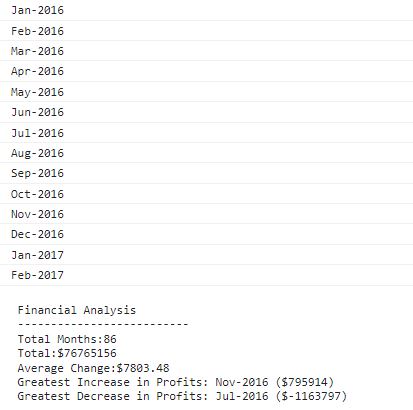 Jan-2016
Feb-2016
Mar-2016
Apr-2016
May-2016
Jun-2016
Jul-2016
Aug-2016
Sep-2016
Oct-2016
Nov-2016
Dec-2016
Jan-2017
Feb-2017
Financial Analysis
--------------------------
Total Months:86
Total:$76765156
Average Change:$7803.48
Greatest Increase in Profits: Nov-2016 ($795914)
Greatest Decrease in Profits: Jul-2016 ($-1163797)